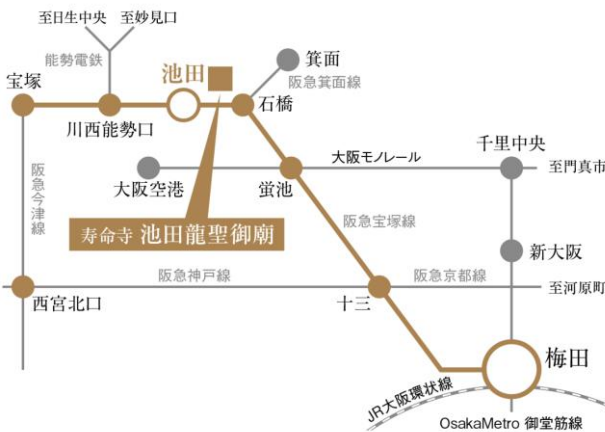 至日生中央
至妙見口
能勢電鉄
池田
箕面
阪急箕面線
宝塚
川西能勢口
石橋
千里中央
大阪モノレール
至門真市
大阪空港
蛍池
阪急今津線
阪急宝塚線
寿命寺 池田龍聖御廟
新大阪
阪急神戸線
阪急京都線
至河原町
西宮北口
十三
梅田
JR大阪環状線
OsakaMetro 御堂筋線